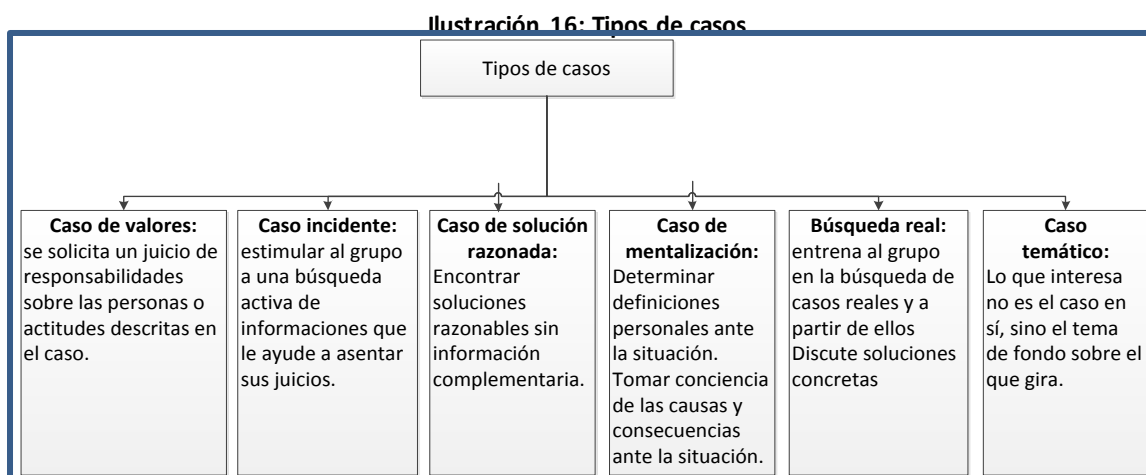 Ilustración 16: Tipos de casos
Tipos de casos
Caso de valores:
se solicita un juicio de
responsabilidades
sobre las personas o
actitudes descritas en
el caso.
Caso incidente:
estimular al grupo
a una búsqueda
activa de
informaciones que
le ayude a asentar
sus juicios.
Caso de solución
razonada:
Encontrar
soluciones
razonables sin
información
complementaria.
Caso de
mentalización:
Determinar
definiciones
personales ante
la situación.
Tomar conciencia
de las causas y
consecuencias
ante la situación.
Búsqueda real:
entrena al grupo
en la búsqueda de
casos reales y a
partir de ellos
Discute soluciones
concretas
Caso
temático:
Lo que interesa
no es el caso en
sí, sino el tema
de fondo sobre el
que gira.